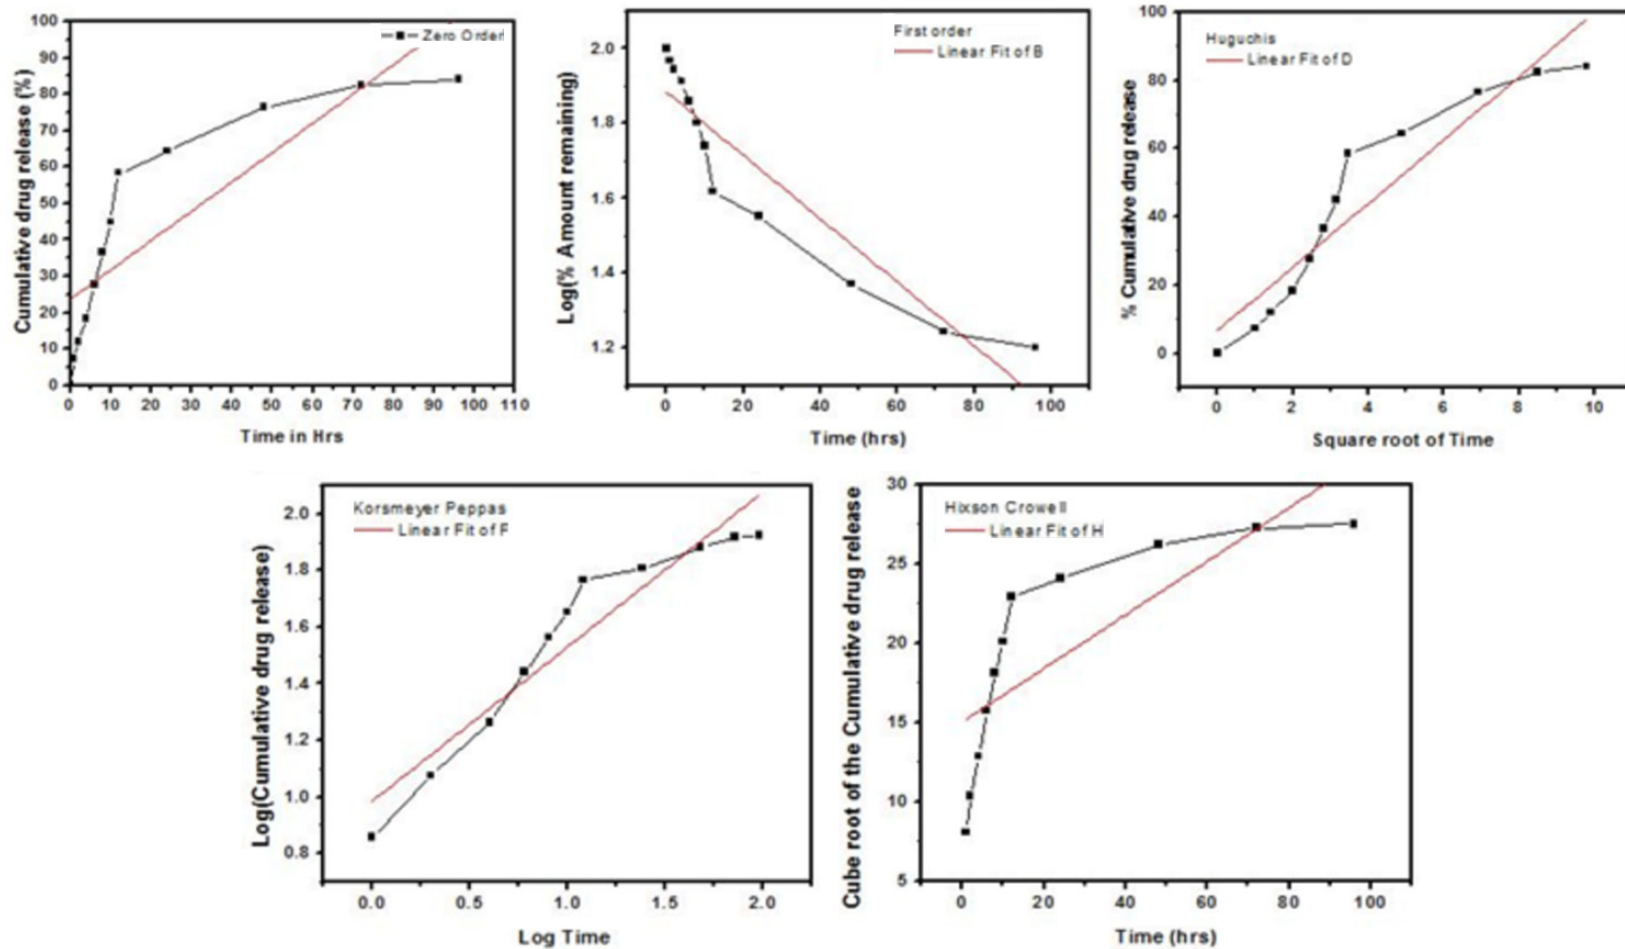 Cumulative drug release (%)
100
90
80
70
60
50
40
30
20
10
0
Zero Order
0 10 20 30 40 50 60 70 80 90 100 110
Time in Hrs
Log(% Amount remaining)
2.0
1.8
1.6
1.4
1.2
First order
Linear Fit of B
0 20 40 60 80 100
Time (hrs)
% Cumulative drug release
100
80
60
40
20
0
Huguchis
Linear Fit of D
0 2 4 6 8 10
Square root of Time
Log(Cumulative drug release)
2.0
1.8
1.6
1.4
1.2
1.0
0.8
Korsmeyer Peppas
Linear Fit of F
0.0 0.5 1.0 1.5 2.0
Log Time
Cube root of the Cumulative drug release
30
25
20
15
10
5
Hixson Crowell
Linear Fit of H
0 20 40 60 80 100
Time (hrs)